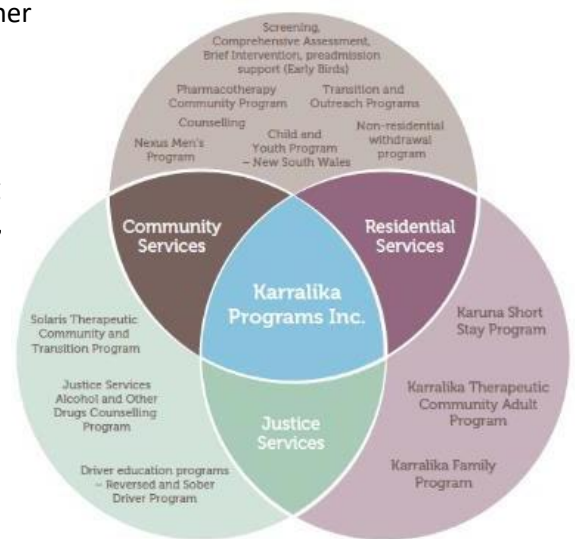 ner
Screening,
Comprehensive Assessment,
Brief Intervention, preadmission
support (Early Birds)
Pharmacotherapy
Community Program
Transition and
Outreach Programs
Counselling
Nexus Men's
Program
Child and
Youth Program
– New South Wales
Non-residential
withdrawal
program
Community
Services
Residential
Services
Karralika
Programs Inc.
Solaris Therapeutic
Community and
Transition Program
Justice Services
Alcohol and Other
Drugs Counselling
Program
Driver education programs
– Reversed and Sober
Driver Program
Justice
Services
Karuna Short
Stay Program
Karralika Therapeutic
Community Adult
Program
Karralika Family
Program